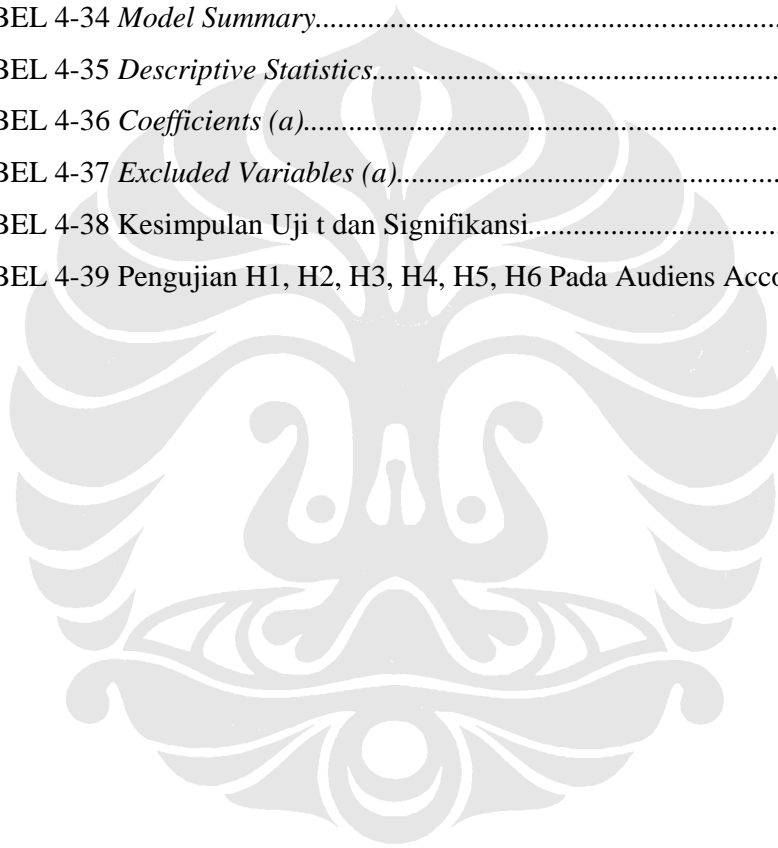 BEL 4-34 Model Summary..........................................................................
BEL 4-35 Descriptive Statistics.................................................................
BEL 4-36 Coefficients (a)..........................................................................
BEL 4-37 Excluded Variables (a)..............................................................
BEL 4-38 Kesimpulan Uji t dan Signifikansi..........................................
BEL 4-39 Pengujian H1, H2, H3, H4, H5, H6 Pada Audiens